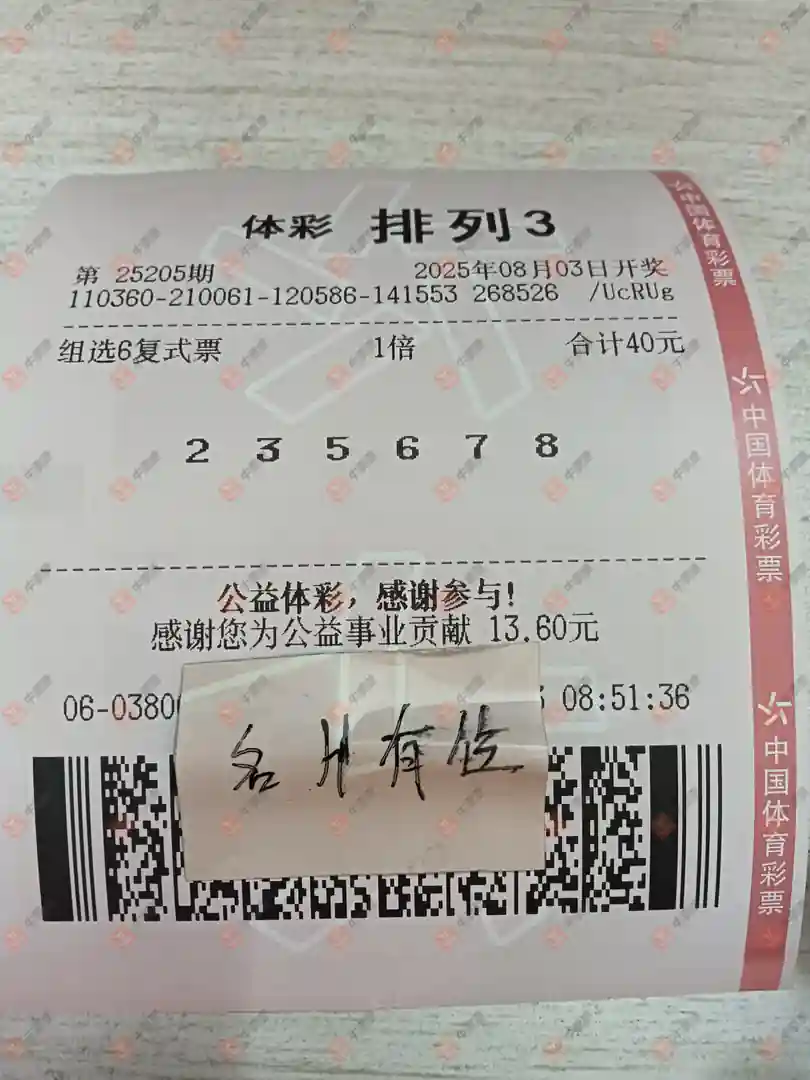 体彩 排列3
第 25205期 2025年08月03日开奖
110360-210061-120586-141553 268526 /UcRUg
组选6复式票 1倍 合计40元
2 3 5 6 7 8
公益体彩，感谢参与!
感谢您为公益事业贡献 13.60元
06-0380 08:51:36
名片有位
中国体育彩票
中国体育彩票
中国体育彩票